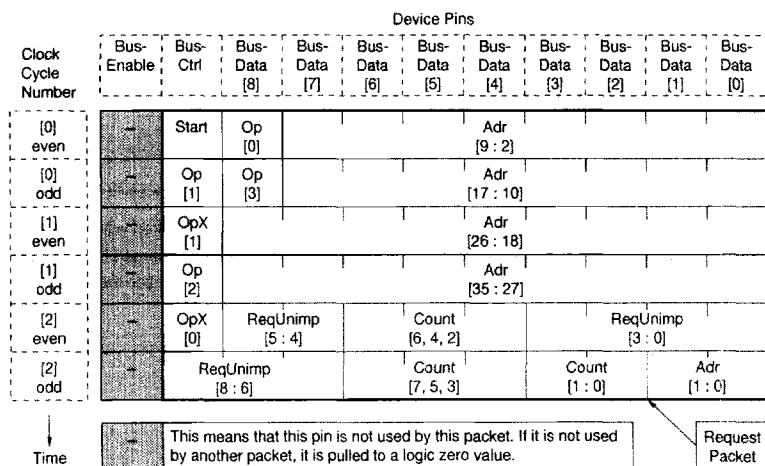 Device Pins
Clock Cycle Number
Bus-Enable
Bus-Ctrl
Bus-Data [8]
Bus-Data [7]
Bus-Data [6]
Bus-Data [5]
Bus-Data [4]
Bus-Data [3]
Bus-Data [2]
Bus-Data [1]
Bus-Data [0]
[0] even
–
Start
Op [0]
Adr [9 : 2]
[0] odd
–
Op [1]
Op [3]
Adr [17 : 10]
[1] even
–
OpX [1]
Adr [26 : 18]
[1] odd
–
Op [2]
Adr [35 : 27]
[2] even
–
OpX [0]
ReqUnimp [5 : 4]
Count [6, 4, 2]
ReqUnimp [3 : 0]
[2] odd
–
ReqUnimp [8 : 6]
Count [7, 5, 3]
Count [1 : 0]
Adr [1 : 0]
Time
–
This means that this pin is not used by this packet. If it is not used
by another packet, it is pulled to a logic zero value.
Request Packet